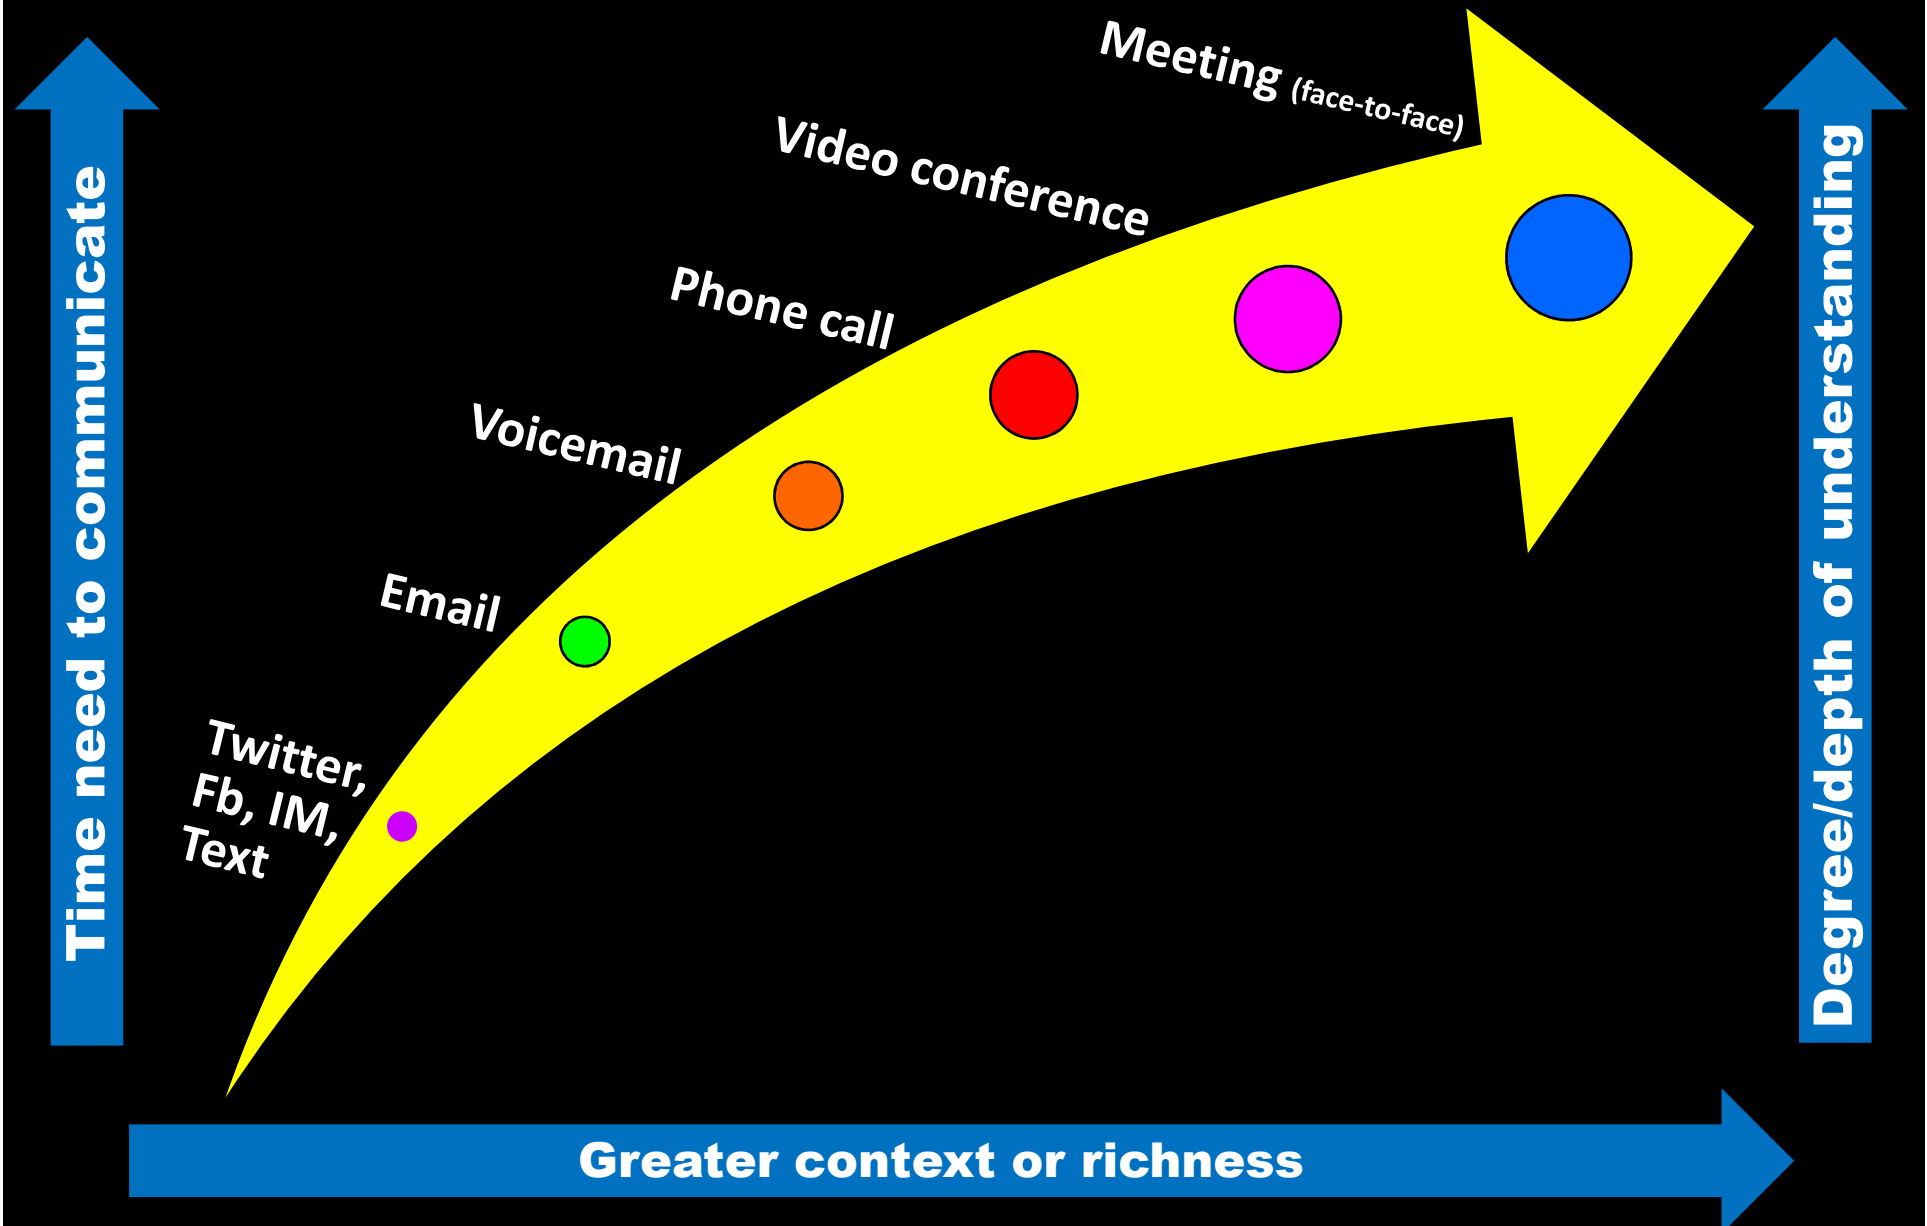 Meeting (face-to-face)
Video conference
Phone call
Voicemail
Email
Twitter,
Fb, IM,
Text
Time need to communicate
Degree/depth of understanding
Greater context or richness